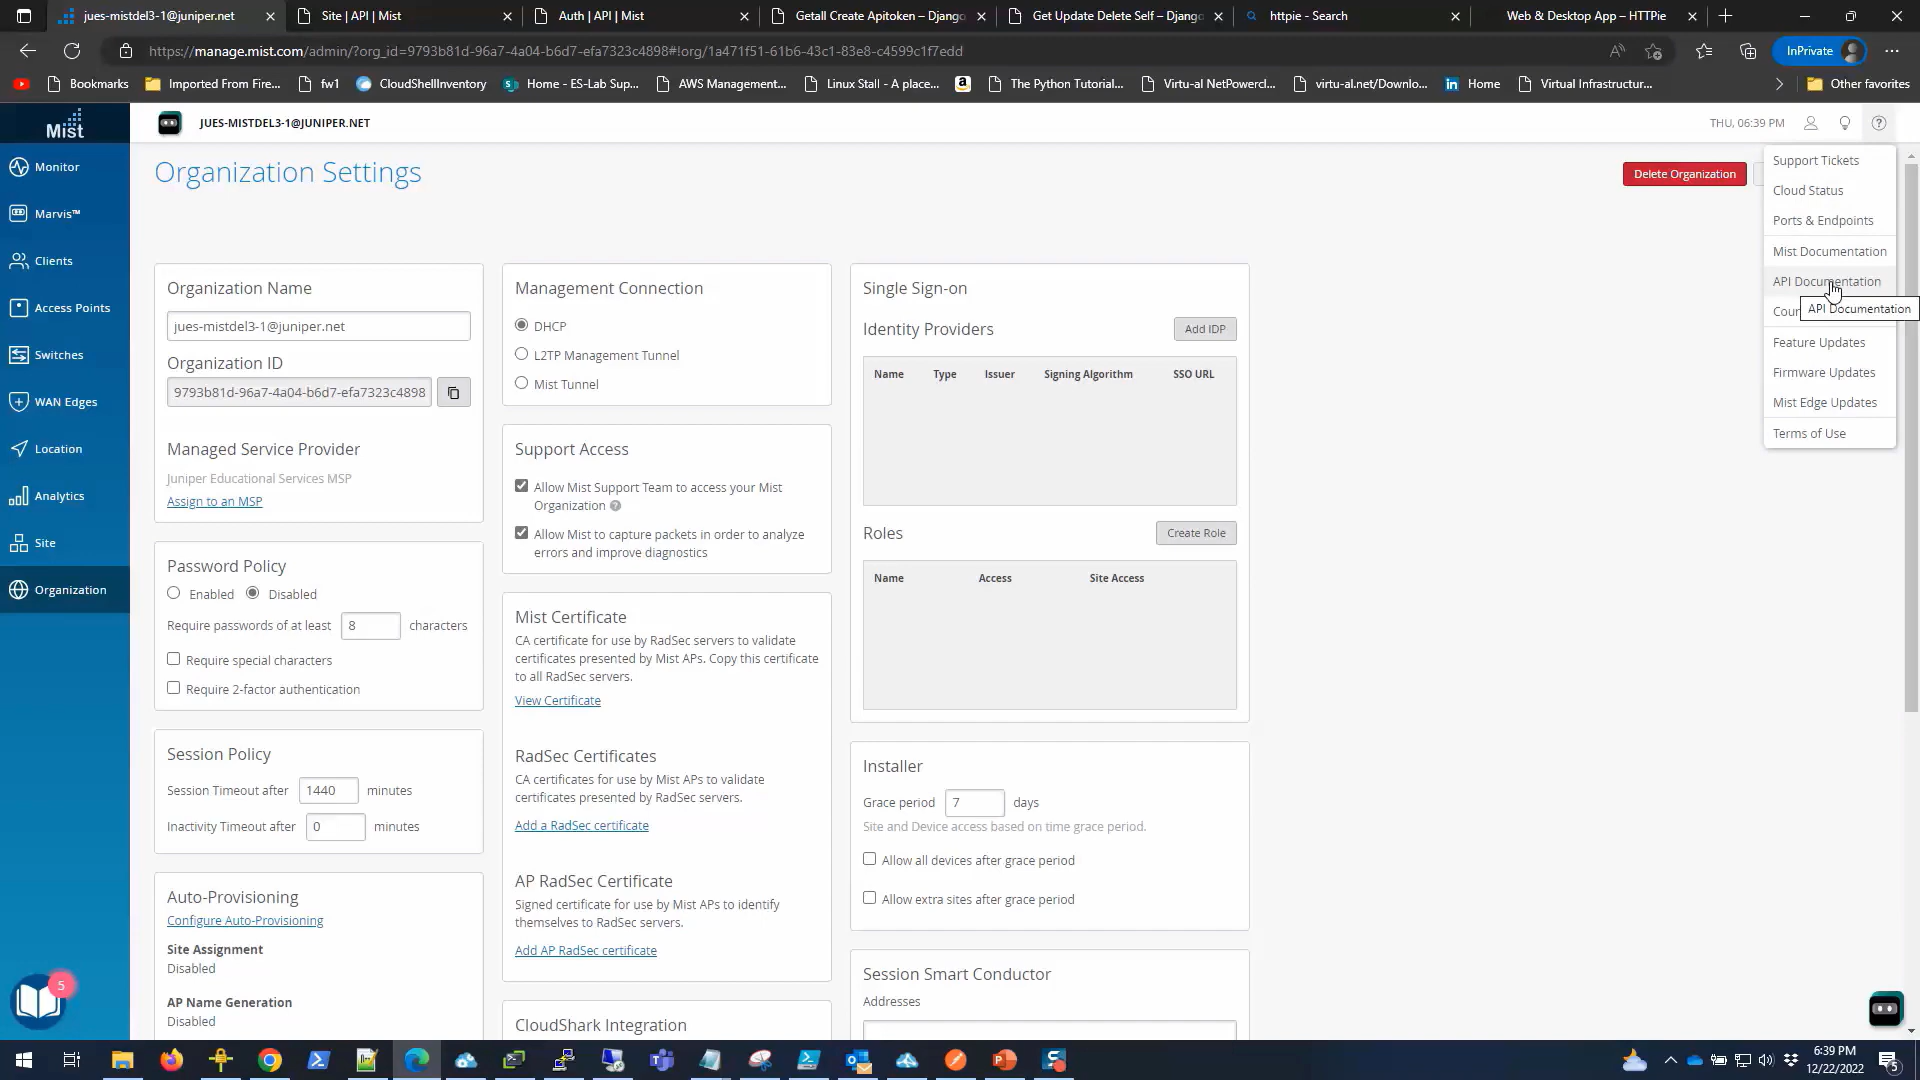 jues-mistdel3-1@juniper.net
Site | API | Mist
Auth | API | Mist
Getall Create Apitoken – Django
Get Update Delete Self – Django
httpie - Search
Web & Desktop App – HTTPie
https://manage.mist.com/admin/?org_id=9793b81d-96a7-4a04-b6d7-efa7323c4898#!org/1a471f51-61b6-43c1-83e8-c4599c1f7edd
InPrivate
Bookmarks
Imported From Fire...
fw1
CloudShellInventory
Home - ES-Lab Sup...
AWS Management...
Linux Stall - A place...
The Python Tutorial...
Virtu-al NetPowercl...
virtu-al.net/Downlo...
Home
Virtual Infrastructur...
Other favorites
Mist
JUES-MISTDEL3-1@JUNIPER.NET
THU, 06:39 PM
Monitor
Marvis™
Clients
Access Points
Switches
WAN Edges
Location
Analytics
Site
Organization
5
Organization Settings
Delete Organization
Support Tickets
Cloud Status
Ports & Endpoints
Mist Documentation
API Documentation
Cour
API Documentation
Feature Updates
Firmware Updates
Mist Edge Updates
Terms of Use
Organization Name
jues-mistdel3-1@juniper.net
Organization ID
9793b81d-96a7-4a04-b6d7-efa7323c4898
Managed Service Provider
Juniper Educational Services MSP
Assign to an MSP
Password Policy
Enabled Disabled
Require passwords of at least 8 characters
Require special characters
Require 2-factor authentication
Session Policy
Session Timeout after 1440 minutes
Inactivity Timeout after 0 minutes
Auto-Provisioning
Configure Auto-Provisioning
Site Assignment
Disabled
AP Name Generation
Disabled
Management Connection
DHCP
L2TP Management Tunnel
Mist Tunnel
Support Access
Allow Mist Support Team to access your Mist
Organization
Allow Mist to capture packets in order to analyze
errors and improve diagnostics
Mist Certificate
CA certificate for use by RadSec servers to validate
certificates presented by Mist APs. Copy this certificate
to all RadSec servers.
View Certificate
RadSec Certificates
CA certificates for use by Mist APs to validate
certificates presented by RadSec servers.
Add a RadSec certificate
AP RadSec Certificate
Signed certificate for use by Mist APs to identify
themselves to RadSec servers.
Add AP RadSec certificate
CloudShark Integration
Single Sign-on
Identity Providers
Add IDP
Name Type Issuer Signing Algorithm SSO URL
Roles
Create Role
Name Access Site Access
Installer
Grace period 7 days
Site and Device access based on time grace period.
Allow all devices after grace period
Allow extra sites after grace period
Session Smart Conductor
Addresses
6:39 PM
12/22/2022
5